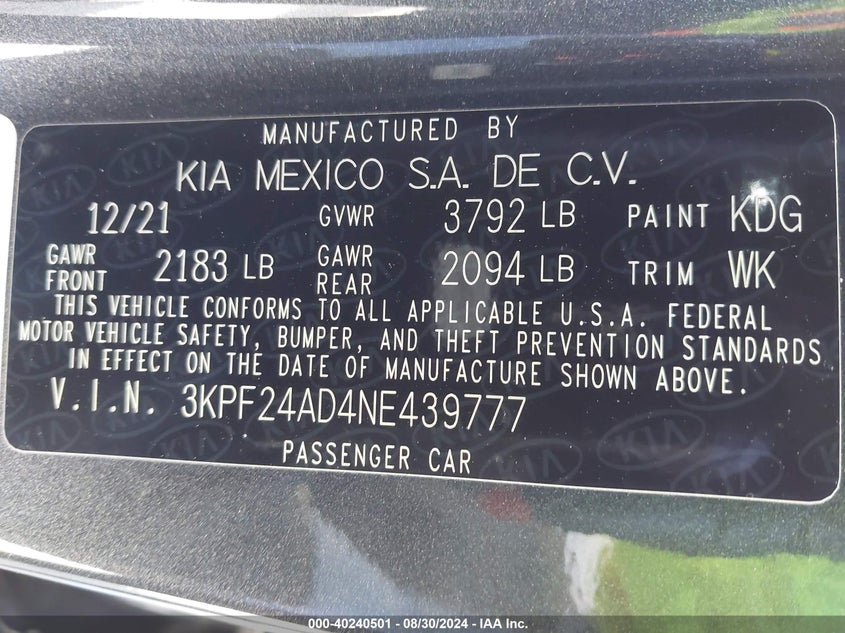 MANUFACTURED BY
KIA MEXICO S.A. DE C.V.
12/21 GVWR 3792 LB PAINT KDG
GAWR FRONT 2183 LB GAWR REAR 2094 LB TRIM WK
THIS VEHICLE CONFORMS TO ALL APPLICABLE U.S.A. FEDERAL
MOTOR VEHICLE SAFETY, BUMPER, AND THEFT PREVENTION STANDARDS
IN EFFECT ON THE DATE OF MANUFACTURE SHOWN ABOVE.
V.I.N. 3KPF24AD4NE439777
PASSENGER CAR
000-40240501 - 08/30/2024 - IAA Inc.